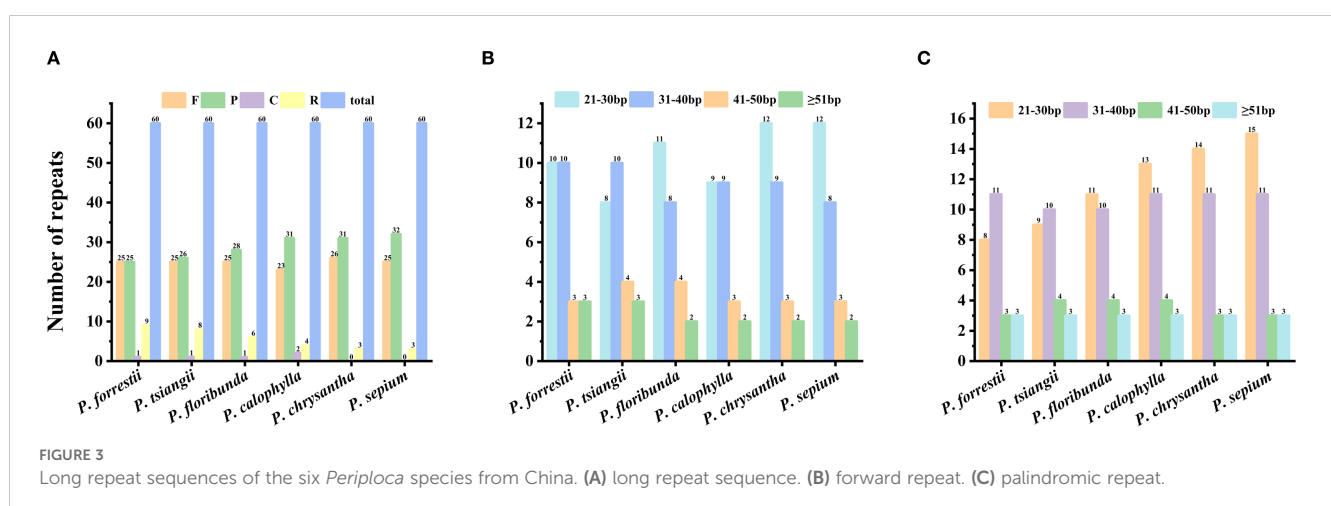 A
F P C R total
Number of repeats
60
50
40
30
20
10
0
25 25 1 9 60
25 26 1 8 60
25 28 1 6 60
23 31 2 4 60
26 31 0 3 60
25 32 0 3 60
P. forrestii
P. tsiangii
P. floribunda
P. calophylla
P. chrysantha
P. sepium
B
21-30bp 31-40bp 41-50bp ≥51bp
12
10
8
6
4
2
0
10 10 3 3
8 10 4 3
11 8 4 2
9 9 3 2
12 9 3 2
12 8 3 2
P. forrestii
P. tsiangii
P. floribunda
P. calophylla
P. chrysantha
P. sepium
C
21-30bp 31-40bp 41-50bp ≥51bp
16
14
12
10
8
6
4
2
0
8 11 3 3
9 10 4 3
11 10 4 3
13 11 4 3
14 11 3 3
15 11 3 3
P. forrestii
P. tsiangii
P. floribunda
P. calophylla
P. chrysantha
P. sepium
FIGURE 3
Long repeat sequences of the six Periploca species from China. (A) long repeat sequence. (B) forward repeat. (C) palindromic repeat.